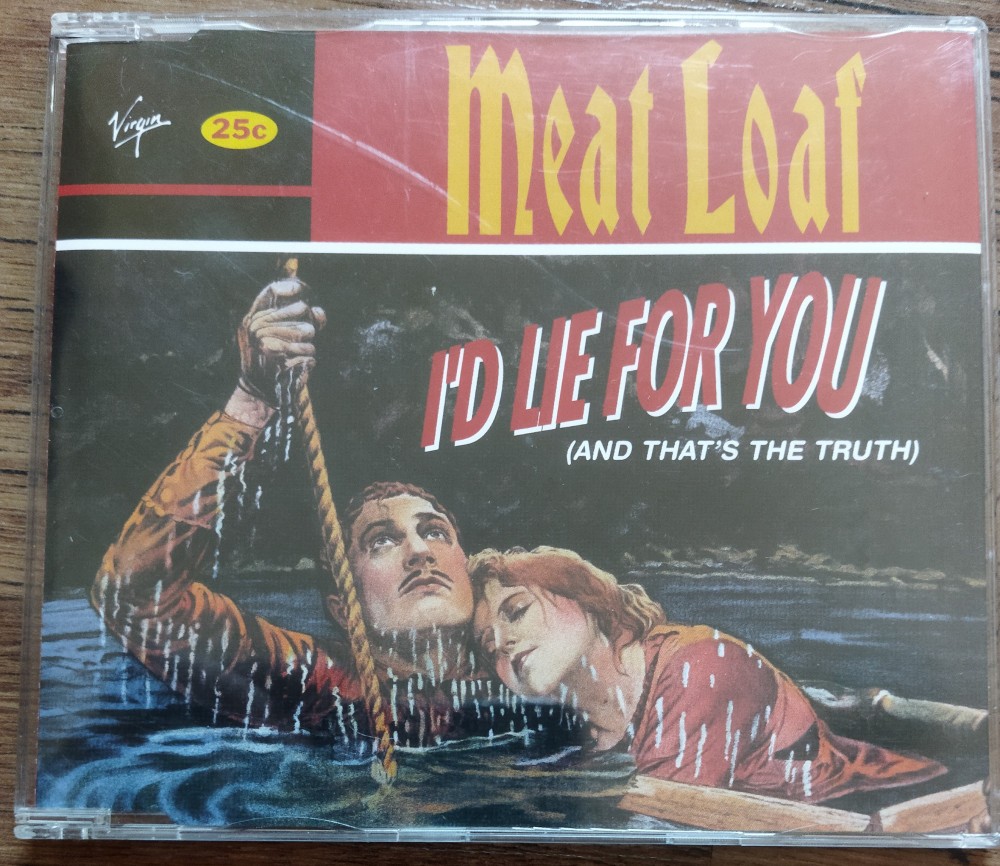 Virgin
25c
Meat Loaf
I'D LIE FOR YOU
(AND THAT'S THE TRUTH)